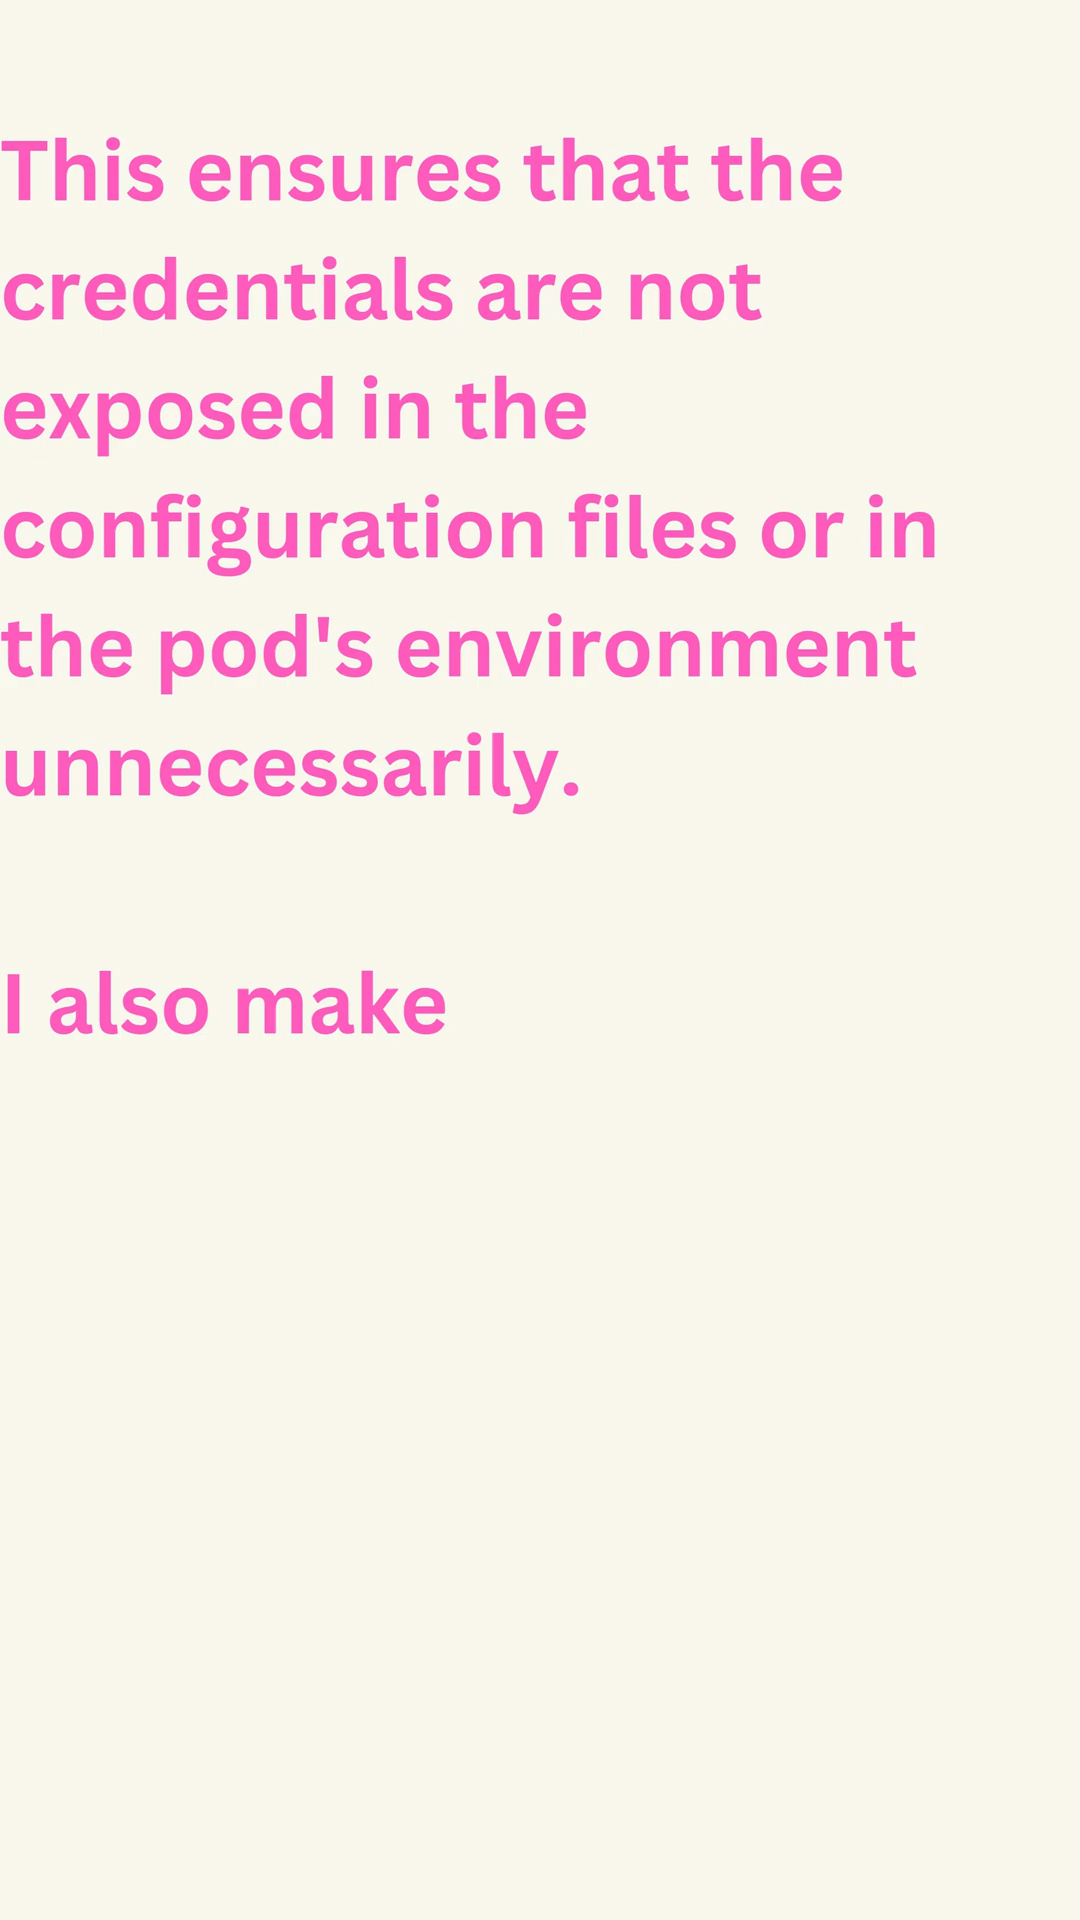 This ensures that the
credentials are not
exposed in the
configuration files or in
the pod's environment
unnecessarily.
I also make